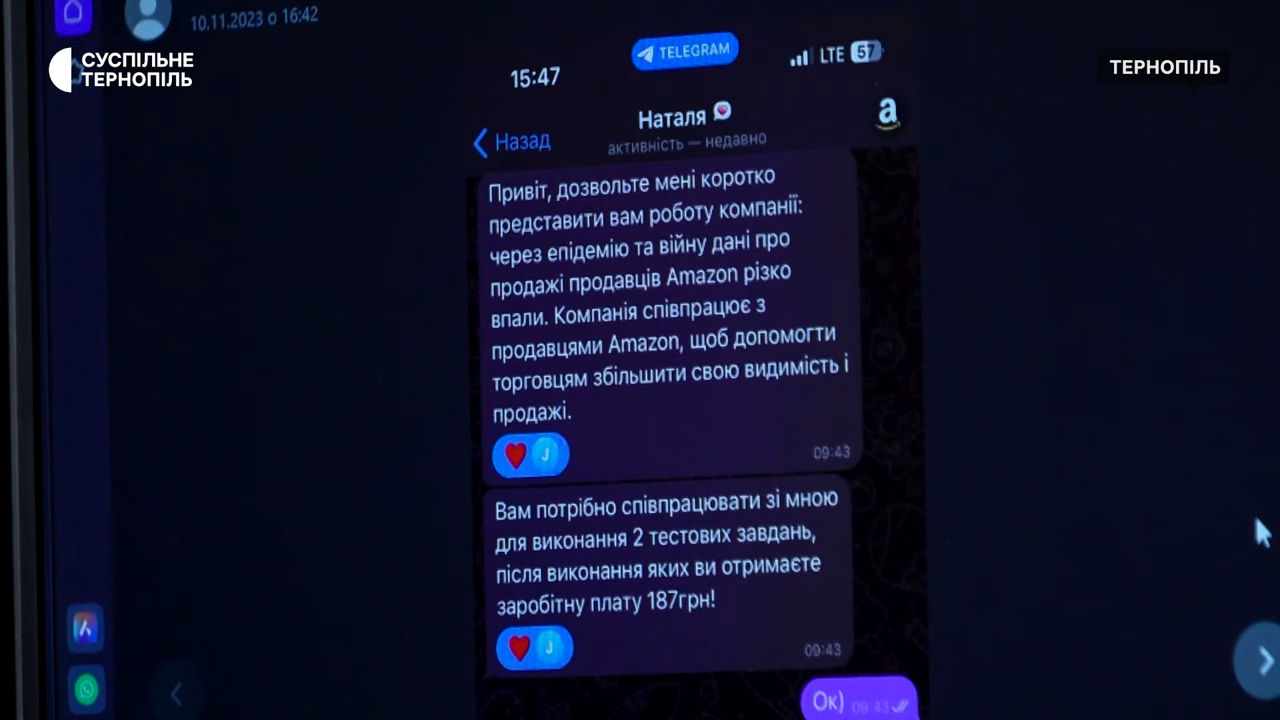 10.11.2023 о 16:42
СУСПІЛЬНЕ
ТЕРНОПІЛЬ
ТЕРНОПІЛЬ
15:47
TELEGRAM
LTE 57
Назад
Наталя
активність — недавно
a
Привіт, дозвольте мені коротко
представити вам роботу компанії:
через епідемію та війну дані про
продажі продавців Amazon різко
впали. Компанія співпрацює з
продавцями Amazon, щоб допомогти
торговцям збільшити свою видимість і
продажі.
J
09:43
Вам потрібно співпрацювати зі мною
для виконання 2 тестових завдань,
після виконання яких ви отримаєте
заробітну плату 187грн!
J
09:43
Ок) 09:43